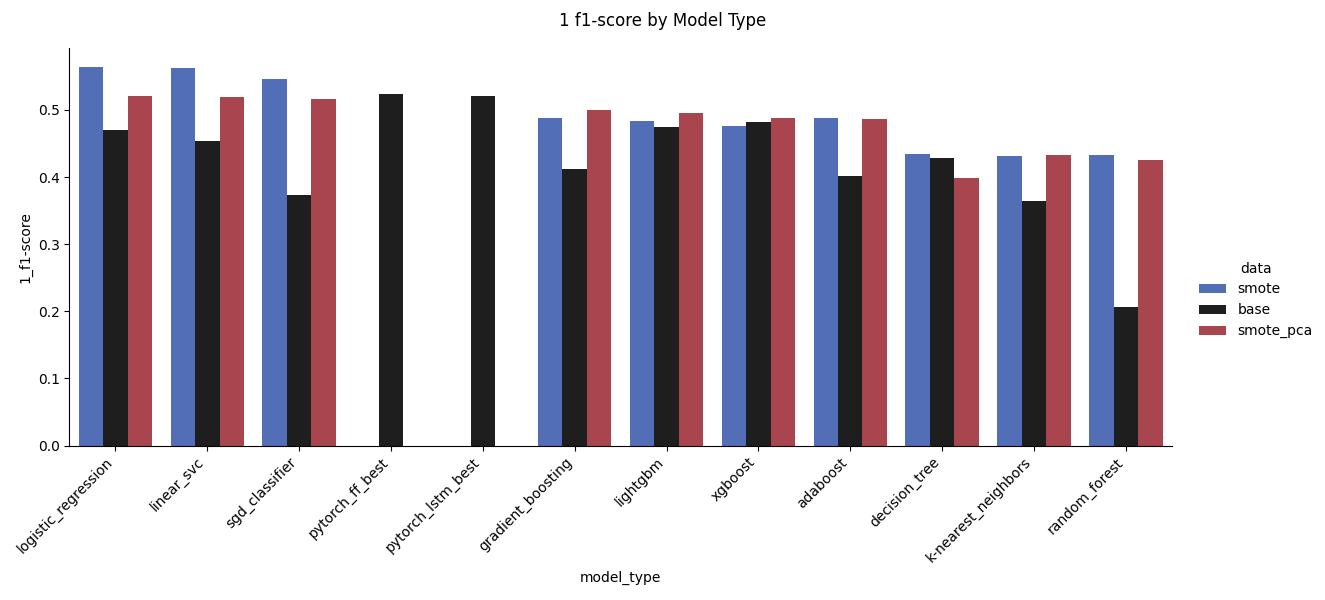 1 f1-score by Model Type
1_f1-score
0.5
0.4
0.3
0.2
0.1
0.0
logistic_regression
linear_svc
sgd_classifier
pytorch_ff_best
pytorch_lstm_best
gradient_boosting
lightgbm
xgboost
adaboost
decision_tree
k-nearest_neighbors
random_forest
model_type
data
smote
base
smote_pca